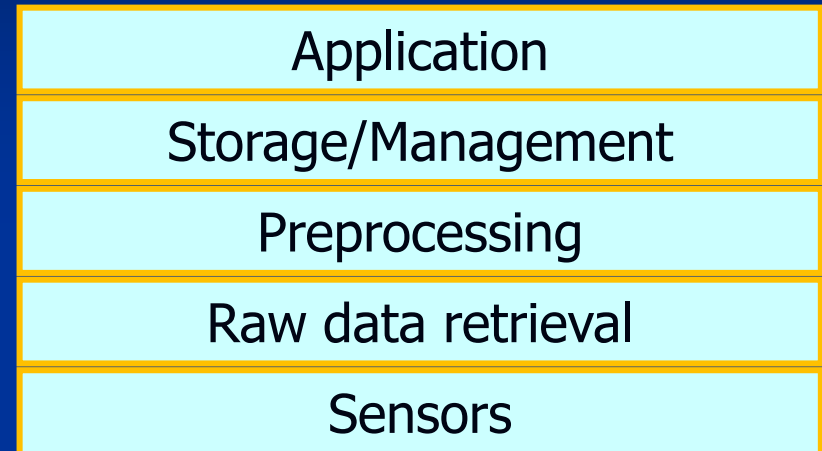 Application
Storage/Management
Preprocessing
Raw data retrieval
Sensors